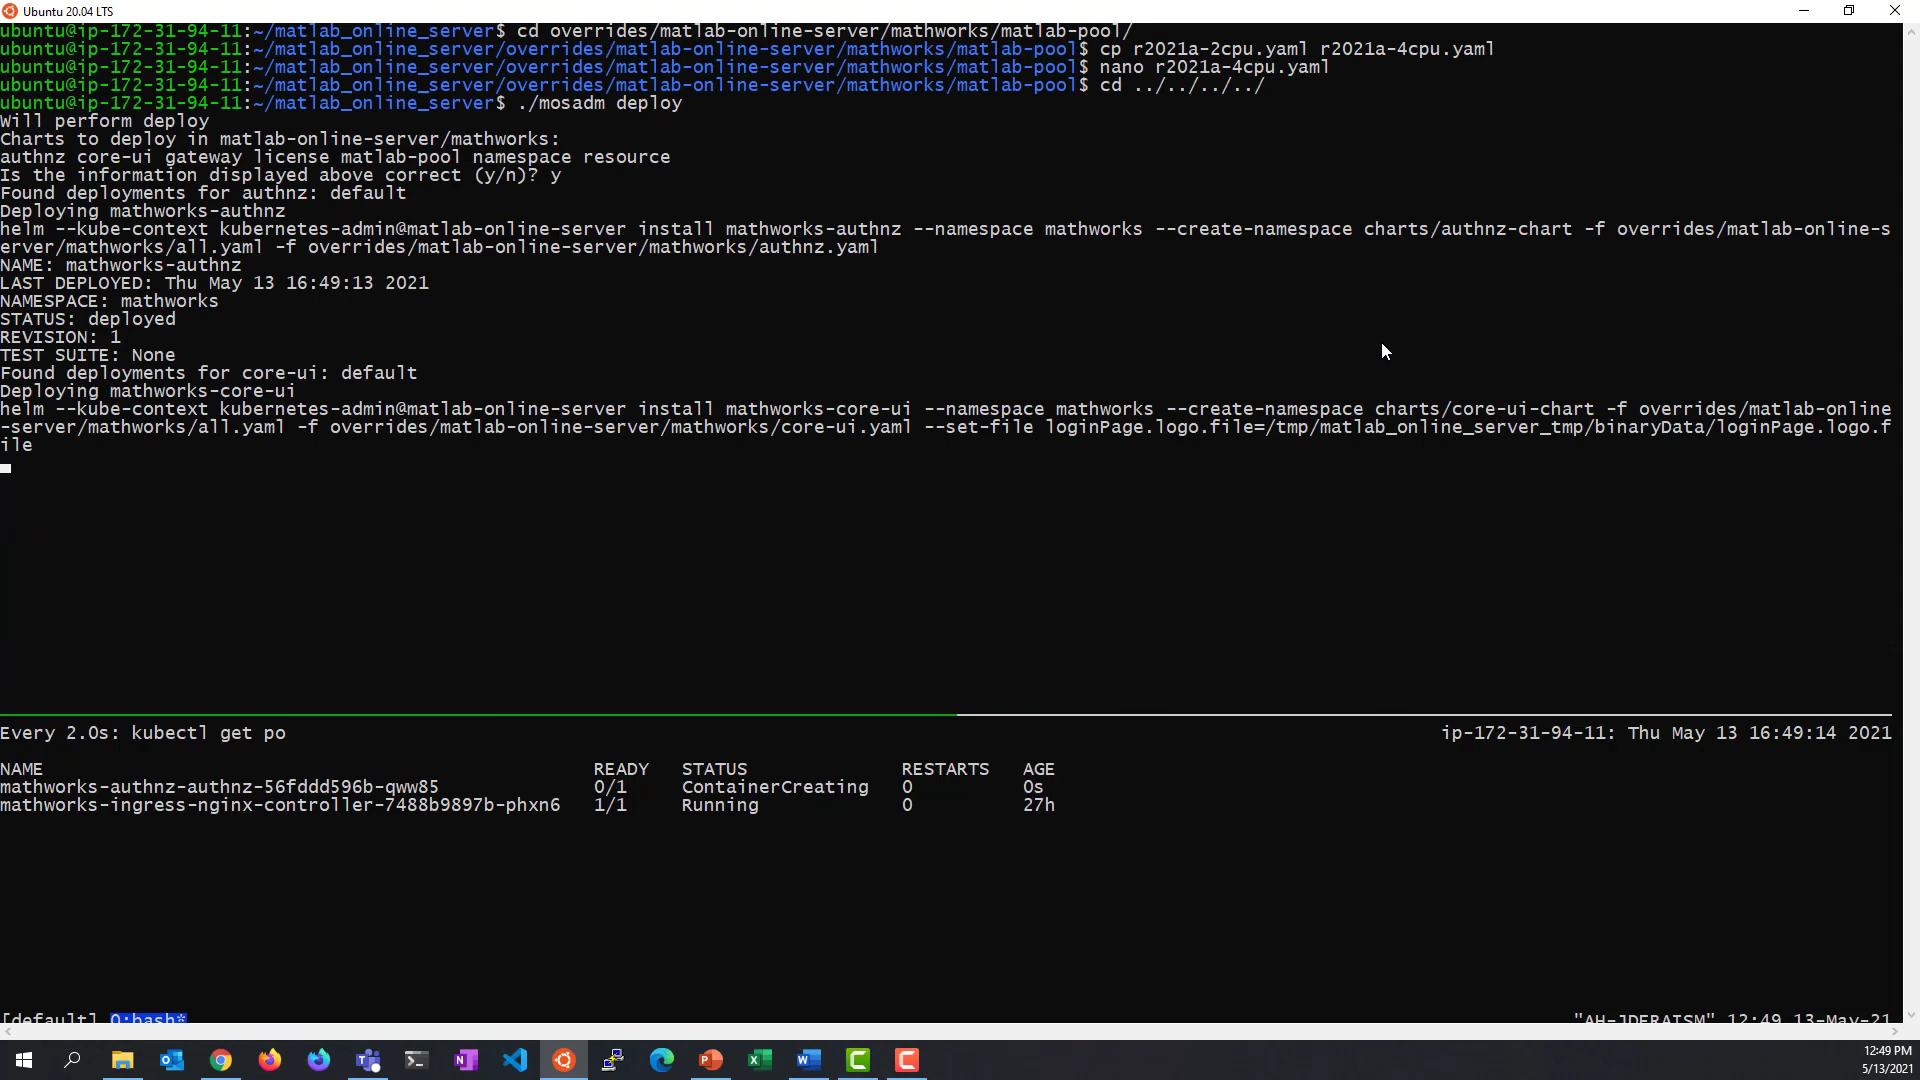 Ubuntu 20.04 LTS
ubuntu@ip-172-31-94-11:~/matlab_online_server$ cd overrides/matlab-online-server/mathworks/matlab-pool/
ubuntu@ip-172-31-94-11:~/matlab_online_server/overrides/matlab-online-server/mathworks/matlab-pool$ cp r2021a-2cpu.yaml r2021a-4cpu.yaml
ubuntu@ip-172-31-94-11:~/matlab_online_server/overrides/matlab-online-server/mathworks/matlab-pool$ nano r2021a-4cpu.yaml
ubuntu@ip-172-31-94-11:~/matlab_online_server/overrides/matlab-online-server/mathworks/matlab-pool$ cd ../../../../
ubuntu@ip-172-31-94-11:~/matlab_online_server$ ./mosadm deploy
Will perform deploy
Charts to deploy in matlab-online-server/mathworks:
authnz core-ui gateway license matlab-pool namespace resource
Is the information displayed above correct (y/n)? y
Found deployments for authnz: default
Deploying mathworks-authnz
helm --kube-context kubernetes-admin@matlab-online-server install mathworks-authnz --namespace mathworks --create-namespace charts/authnz-chart -f overrides/matlab-online-s
erver/mathworks/all.yaml -f overrides/matlab-online-server/mathworks/authnz.yaml
NAME: mathworks-authnz
LAST DEPLOYED: Thu May 13 16:49:13 2021
NAMESPACE: mathworks
STATUS: deployed
REVISION: 1
TEST SUITE: None
Found deployments for core-ui: default
Deploying mathworks-core-ui
helm --kube-context kubernetes-admin@matlab-online-server install mathworks-core-ui --namespace mathworks --create-namespace charts/core-ui-chart -f overrides/matlab-online
-server/mathworks/all.yaml -f overrides/matlab-online-server/mathworks/core-ui.yaml --set-file loginPage.logo.file=/tmp/matlab_online_server_tmp/binaryData/loginPage.logo.f
ile
Every 2.0s: kubectl get po ip-172-31-94-11: Thu May 13 16:49:14 2021
NAME READY STATUS RESTARTS AGE
mathworks-authnz-authnz-56fddd596b-qww85 0/1 ContainerCreating 0 0s
mathworks-ingress-nginx-controller-7488b9897b-phxn6 1/1 Running 0 27h
[default] 0:bash* "AH-JDERAISM" 12:49 13-May-21
12:49 PM
5/13/2021